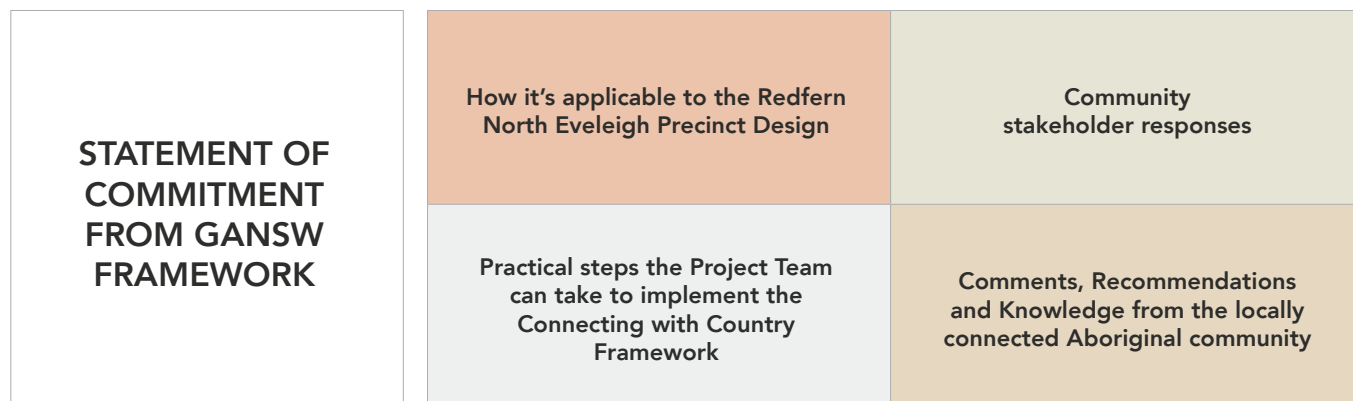 STATEMENT OF
COMMITMENT
FROM GANSW
FRAMEWORK
How it’s applicable to the Redfern
North Eveleigh Precinct Design
Community
stakeholder responses
Practical steps the Project Team
can take to implement the
Connecting with Country
Framework
Comments, Recommendations
and Knowledge from the locally
connected Aboriginal community